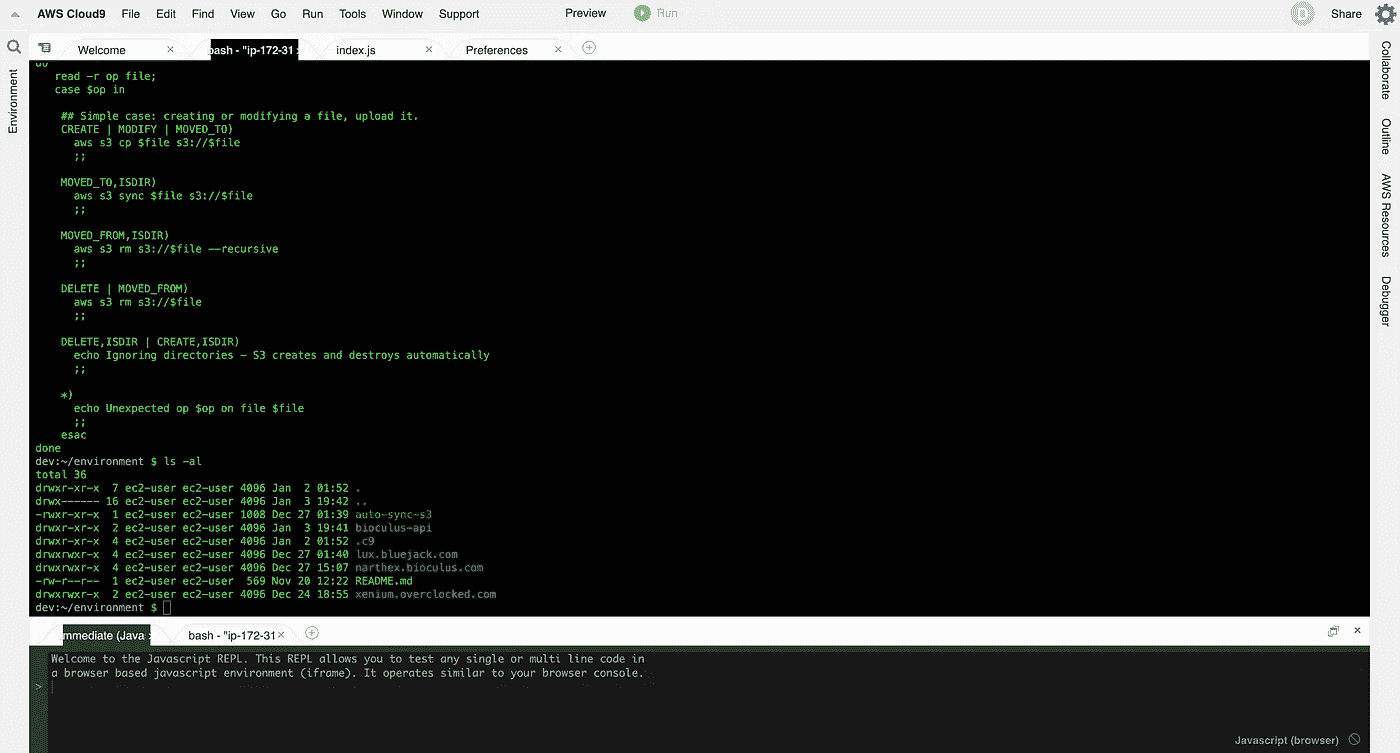 AWS Cloud9 File Edit Find View Go Run Tools Window Support Preview Run Share
Welcome bash - "ip-172-31 index.js Preferences
Environment
Collaborate
Outline
AWS Resources
Debugger
do
read -r op file;
case $op in
## Simple case: creating or modifying a file, upload it.
CREATE | MODIFY | MOVED_TO)
aws s3 cp $file s3://$file
;;
MOVED_TO,ISDIR)
aws s3 sync $file s3://$file
;;
MOVED_FROM,ISDIR)
aws s3 rm s3://$file --recursive
;;
DELETE | MOVED_FROM)
aws s3 rm s3://$file
;;
DELETE,ISDIR | CREATE,ISDIR)
echo Ignoring directories - S3 creates and destroys automatically
;;
*)
echo Unexpected op $op on file $file
;;
esac
done
dev:~/environment $ ls -al
total 36
drwxr-xr-x 7 ec2-user ec2-user 4096 Jan 2 01:52 .
drwx------ 16 ec2-user ec2-user 4096 Jan 3 19:42 ..
-rwxr-xr-x 1 ec2-user ec2-user 1008 Dec 27 01:39 auto-sync-s3
drwxr-xr-x 2 ec2-user ec2-user 4096 Jan 3 19:41 bioculus-api
drwxr-xr-x 4 ec2-user ec2-user 4096 Jan 2 01:52 .c9
drwxrwxr-x 4 ec2-user ec2-user 4096 Dec 27 01:40 lux.bluejack.com
drwxrwxr-x 4 ec2-user ec2-user 4096 Dec 27 15:07 narthex.bioculus.com
-rw-r--r-- 1 ec2-user ec2-user 569 Nov 20 12:22 README.md
drwxrwxr-x 2 ec2-user ec2-user 4096 Dec 24 18:55 xenium.overclocked.com
dev:~/environment $
mmediate (Java bash - "ip-172-31
Welcome to the Javascript REPL. This REPL allows you to test any single or multi line code in
a browser based javascript environment (iframe). It operates similar to your browser console.
>
Javascript (browser)